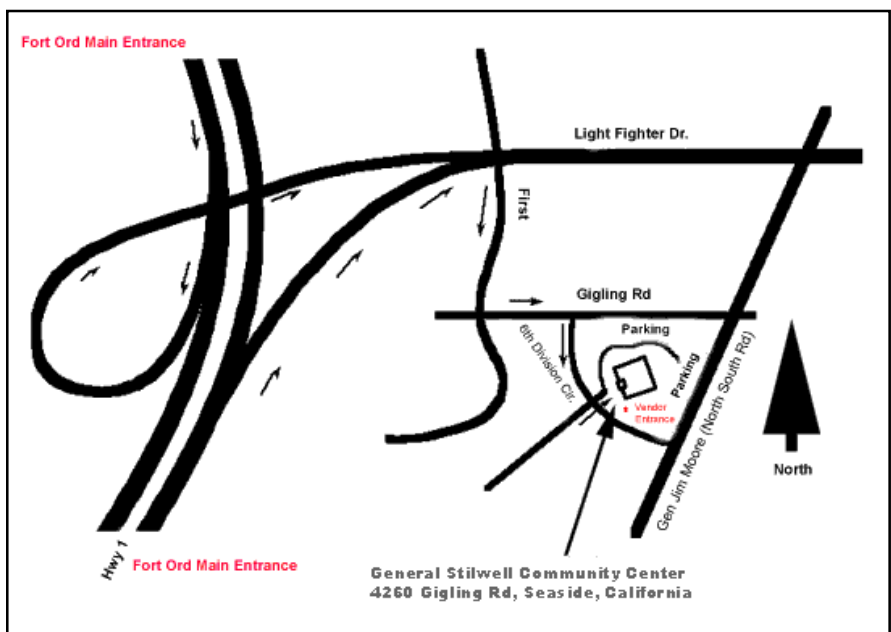 Fort Ord Main Entrance
Light Fighter Dr.
First
Gigling Rd
Parking
6th Division Cir.
Parking
Vendor
Entrance
Gen Jim Moore (North South Rd)
North
Hwy 1
Fort Ord Main Entrance
General Stilwell Community Center
4260 Gigling Rd, Seaside, California